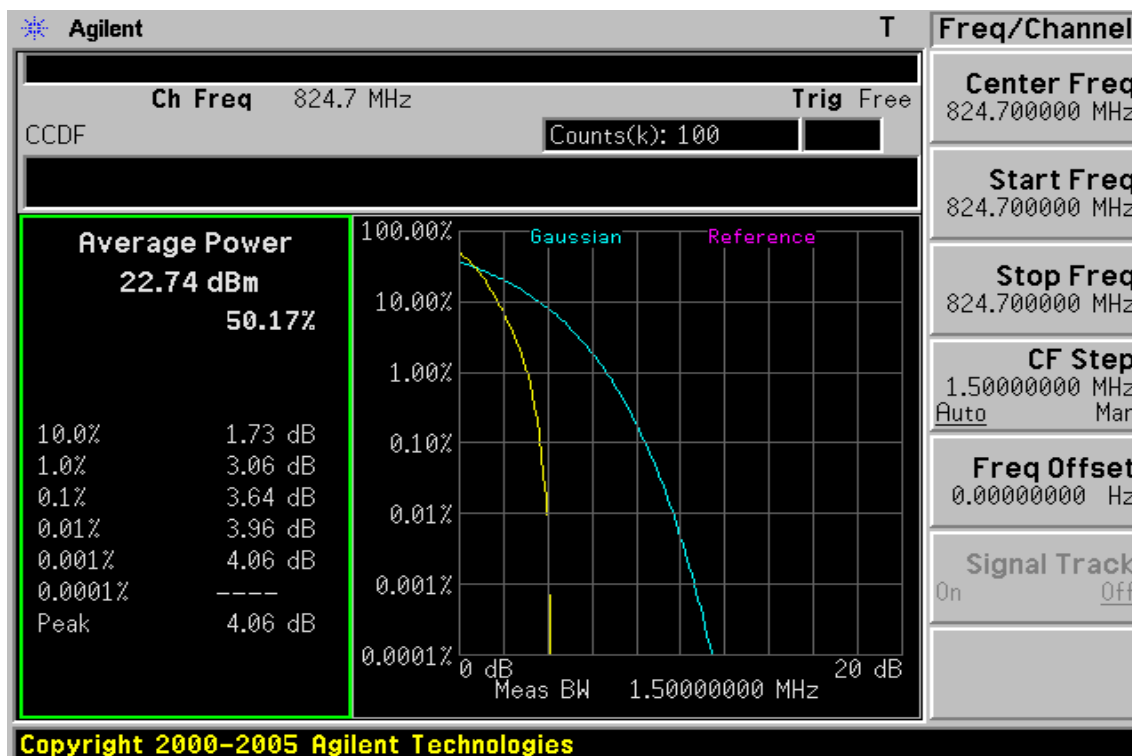 Agilent T
Ch Freq 824.7 MHz Trig Free
CCDF
Counts(k): 100
Average Power
22.74 dBm
50.17%
10.0% 1.73 dB
1.0% 3.06 dB
0.1% 3.64 dB
0.01% 3.96 dB
0.001% 4.06 dB
0.0001% ----
Peak 4.06 dB
Gaussian Reference
100.00%
10.00%
1.00%
0.10%
0.01%
0.001%
0.0001%
0 dB 20 dB
Meas BW 1.50000000 MHz
Freq/Channel
Center Freq
824.700000 MHz
Start Freq
824.700000 MHz
Stop Freq
824.700000 MHz
CF Step
1.50000000 MHz
Auto Man
Freq Offset
0.00000000 Hz
Signal Track
On Off
Copyright 2000-2005 Agilent Technologies